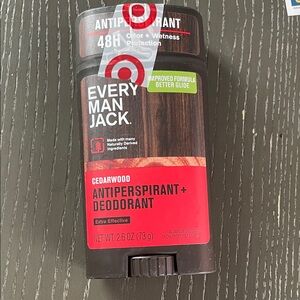 ANTIPERSPIRANT
48H Odor + Wetness
Protection
IMPROVED FORMULA
BETTER GLIDE
EVERY
MAN
JACK.
Made with many
Naturally Derived
Ingredients
CEDARWOOD
ANTIPERSPIRANT+
DEODORANT
Extra Effective
NET WT. 2.6 OZ (73g)